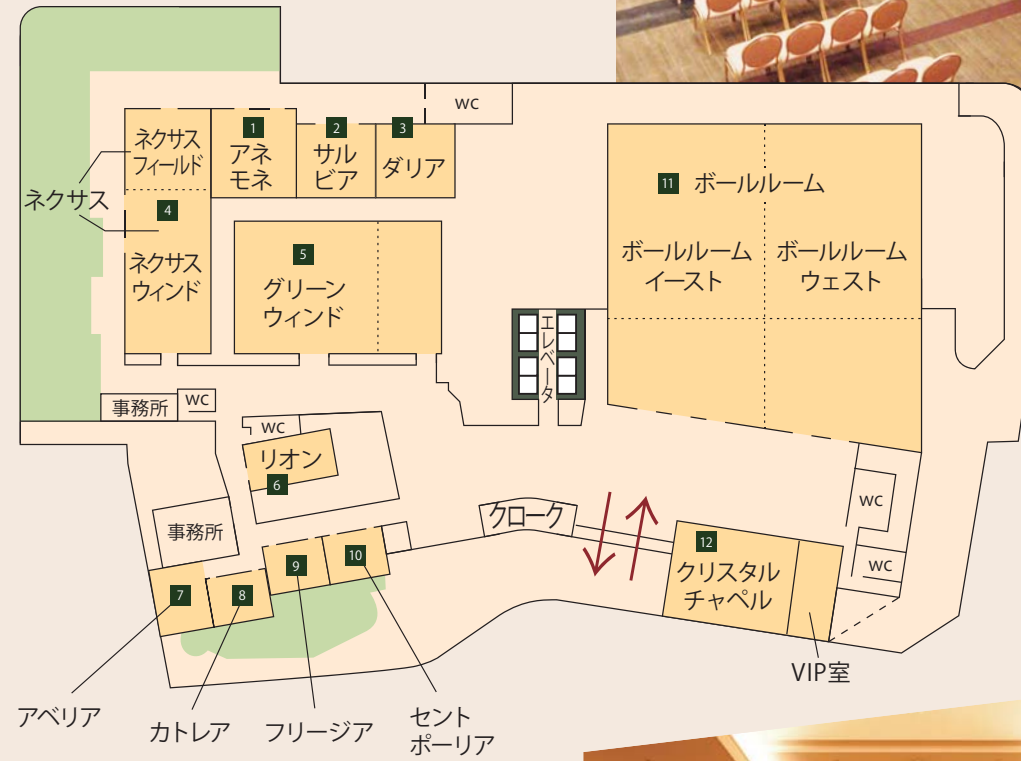 WC
1
2
3
ネクサス
フィールド
アネ
モネ
サル
ビア
ダリア
ネクサス
4
ネクサス
ウィンド
5
グリーン
ウィンド
11 ボールルーム
ボールルーム
イースト
ボールルーム
ウェスト
エレベータ
事務所
WC
WC
リオン
6
事務所
クローク
WC
WC
7
8
9
10
12
クリスタル
チャペル
VIP室
アベリア
カトレア
フリージア
セント
ポーリア